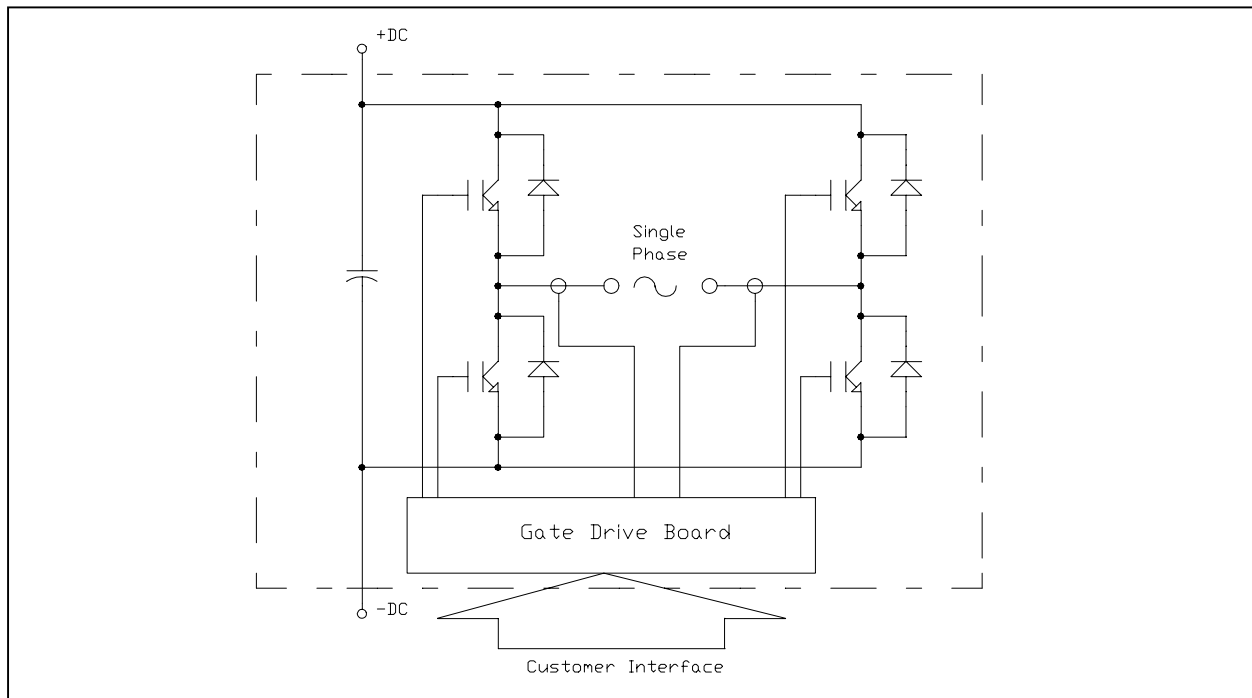 +DC
Single
Phase
Gate Drive Board
-DC
Customer Interface